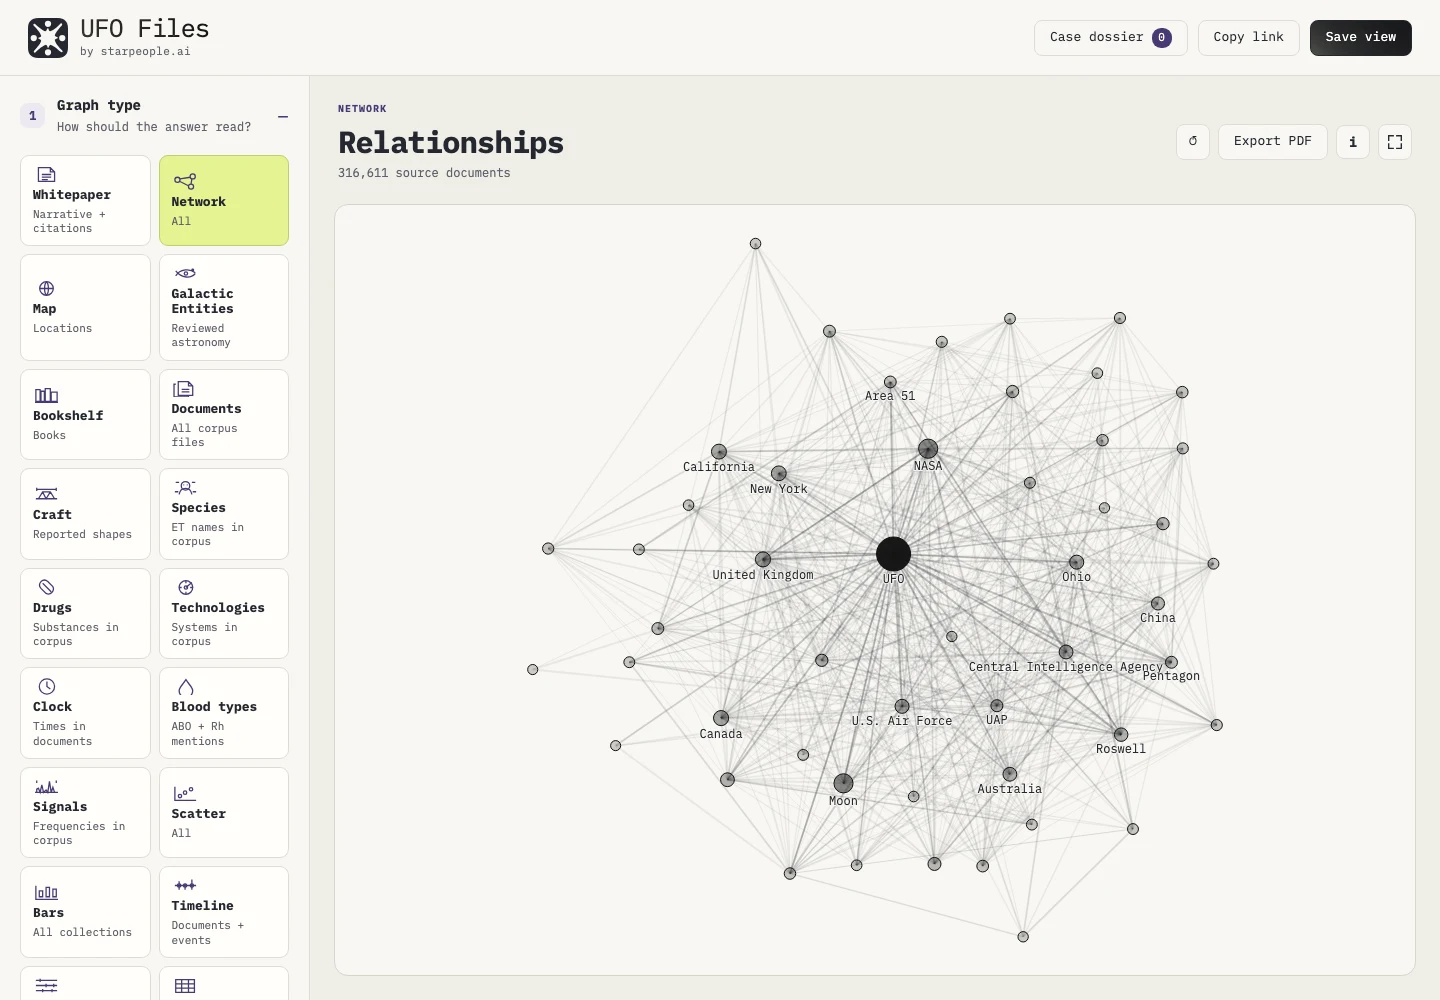 UFO Files
by starpeople.ai
Case dossier 0
Copy link
Save view
1
Graph type
How should the answer read?
Whitepaper
Narrative +
citations
Network
All
Map
Locations
Galactic
Entities
Reviewed
astronomy
Bookshelf
Books
Documents
All corpus
files
Craft
Reported shapes
Species
ET names in
corpus
Drugs
Substances in
corpus
Technologies
Systems in
corpus
Clock
Times in
documents
Blood types
ABO + Rh
mentions
Signals
Frequencies in
corpus
Scatter
All
Bars
All collections
Timeline
Documents +
events
NETWORK
Relationships
316,611 source documents
Export PDF
i
Area 51
California
NASA
New York
United Kingdom
UFO
Ohio
China
Central Intelligence Agency
Pentagon
U.S. Air Force
UAP
Canada
Roswell
Australia
Moon